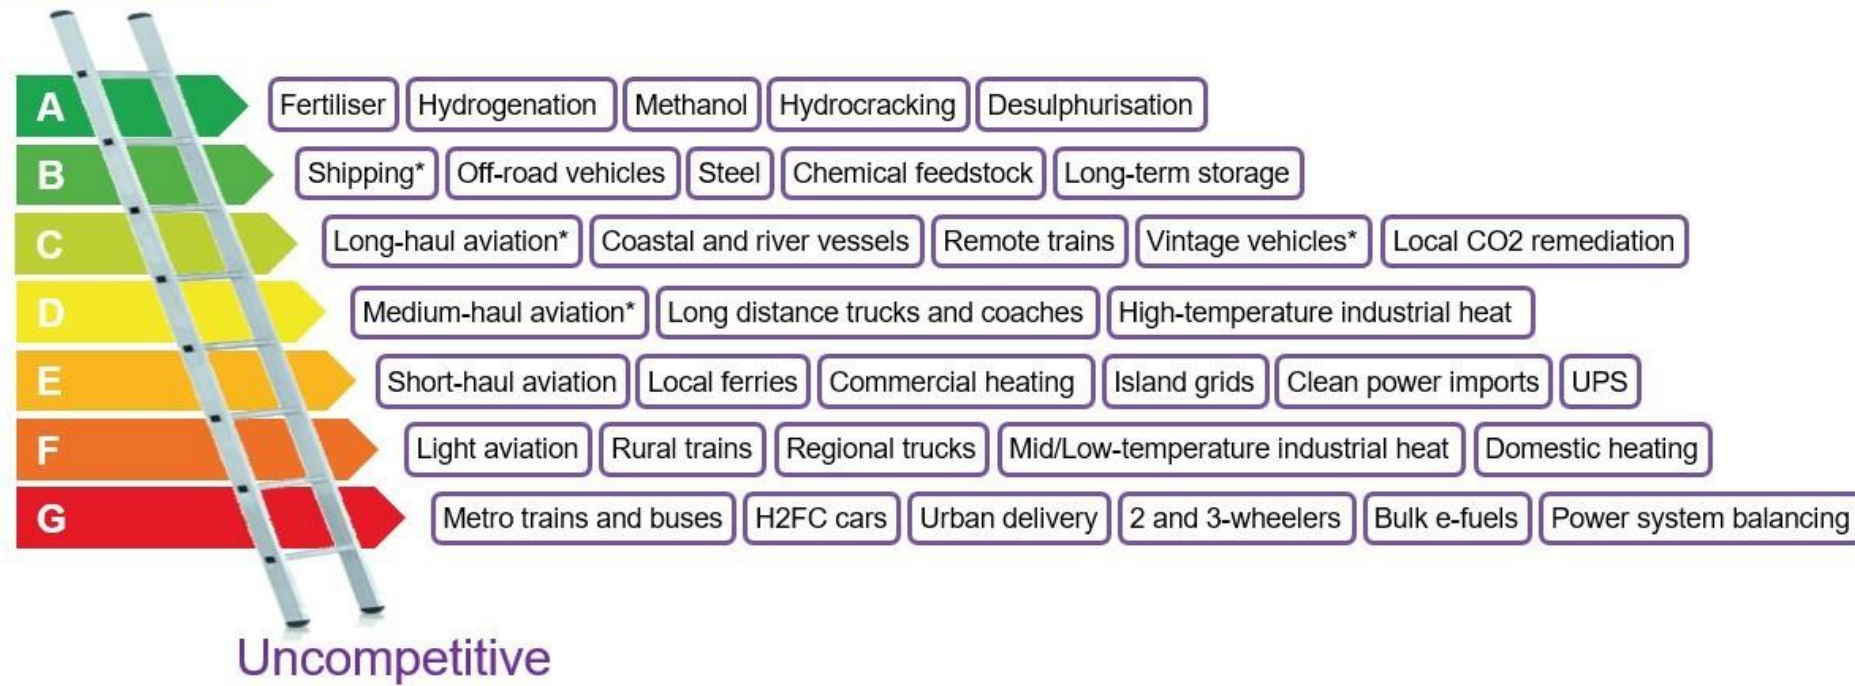 A Fertiliser Hydrogenation Methanol Hydrocracking Desulphurisation
B Shipping* Off-road vehicles Steel Chemical feedstock Long-term storage
C Long-haul aviation* Coastal and river vessels Remote trains Vintage vehicles* Local CO2 remediation
D Medium-haul aviation* Long distance trucks and coaches High-temperature industrial heat
E Short-haul aviation Local ferries Commercial heating Island grids Clean power imports UPS
F Light aviation Rural trains Regional trucks Mid/Low-temperature industrial heat Domestic heating
G Metro trains and buses H2FC cars Urban delivery 2 and 3-wheelers Bulk e-fuels Power system balancing
Uncompetitive